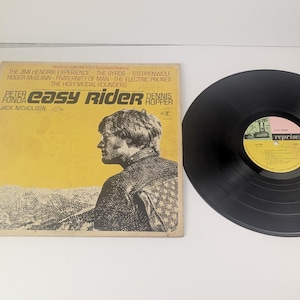 THE JIMI HENDRIX EXPERIENCE · THE BYRDS · STEPPENWOLF
ROGER McGUINN · FRATERNITY OF MAN · THE ELECTRIC PRUNES
THE HOLY MODAL ROUNDERS
PETER FONDA
easy rider
DENNIS HOPPER
JACK NICHOLSON
reprise